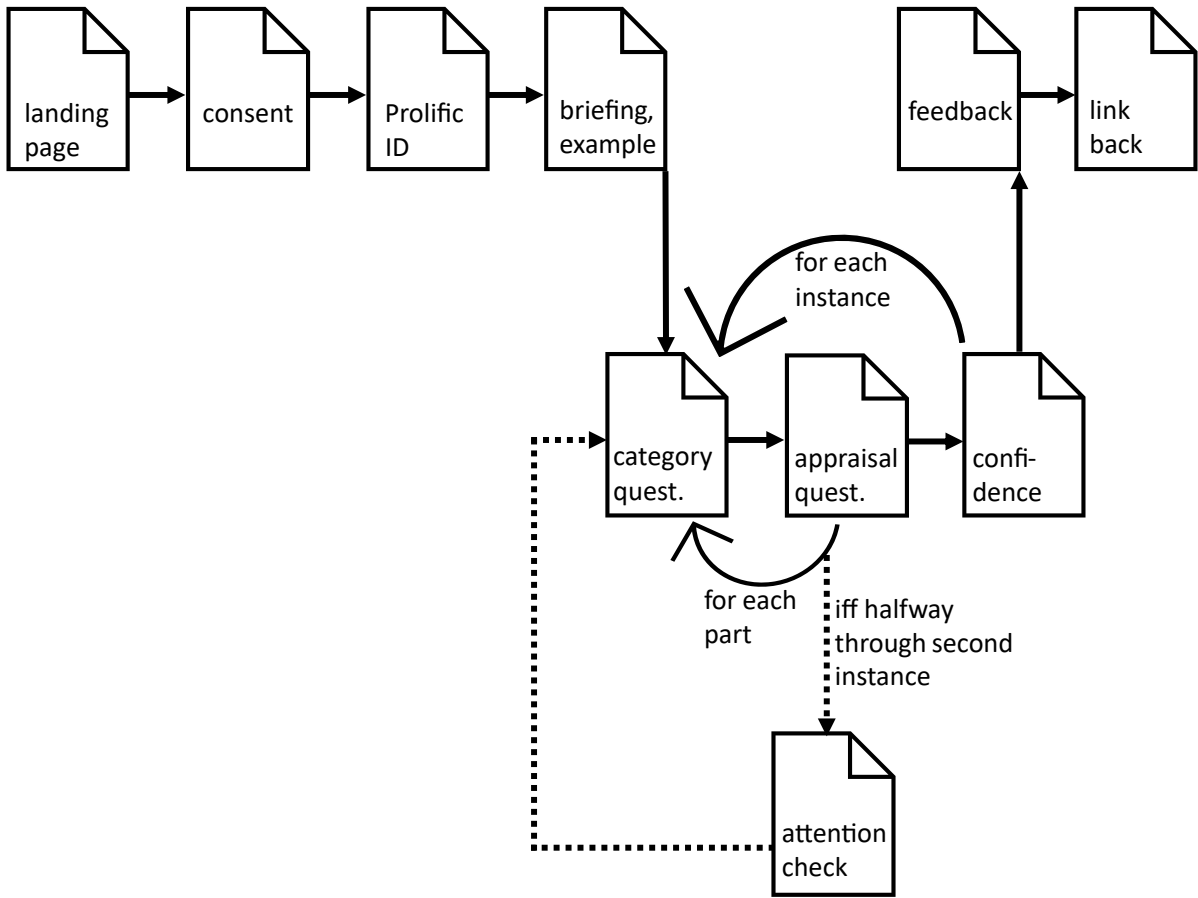 landing
page
consent
Prolific
ID
briefing,
example
feedback
link
back
for each
instance
category
quest.
appraisal
quest.
confi-
dence
for each
part
iff halfway
through second
instance
attention
check